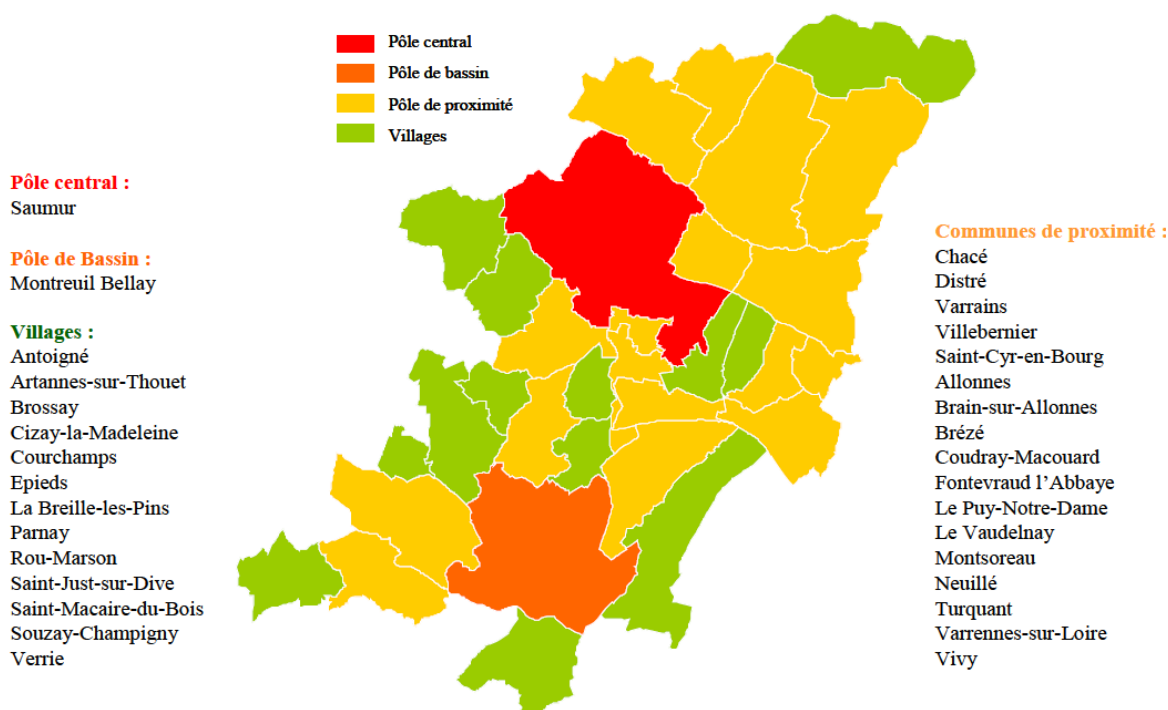 Pôle central
Pôle de bassin
Pôle de proximité
Villages
Pôle central :
Saumur
Pôle de Bassin :
Montreuil Bellay
Villages :
Antoigné
Artannes-sur-Thouet
Brossay
Cizay-la-Madeleine
Courchamps
Epieds
La Breille-les-Pins
Parnay
Rou-Marson
Saint-Just-sur-Dive
Saint-Macaire-du-Bois
Souzay-Champigny
Verrie
Communes de proximité :
Chacé
Distré
Varrains
Villebernier
Saint-Cyr-en-Bourg
Allonnes
Brain-sur-Allonnes
Brézé
Coudray-Macouard
Fontevraud l’Abbaye
Le Puy-Notre-Dame
Le Vaudelnay
Montsoreau
Neuillé
Turquant
Varrennes-sur-Loire
Vivy